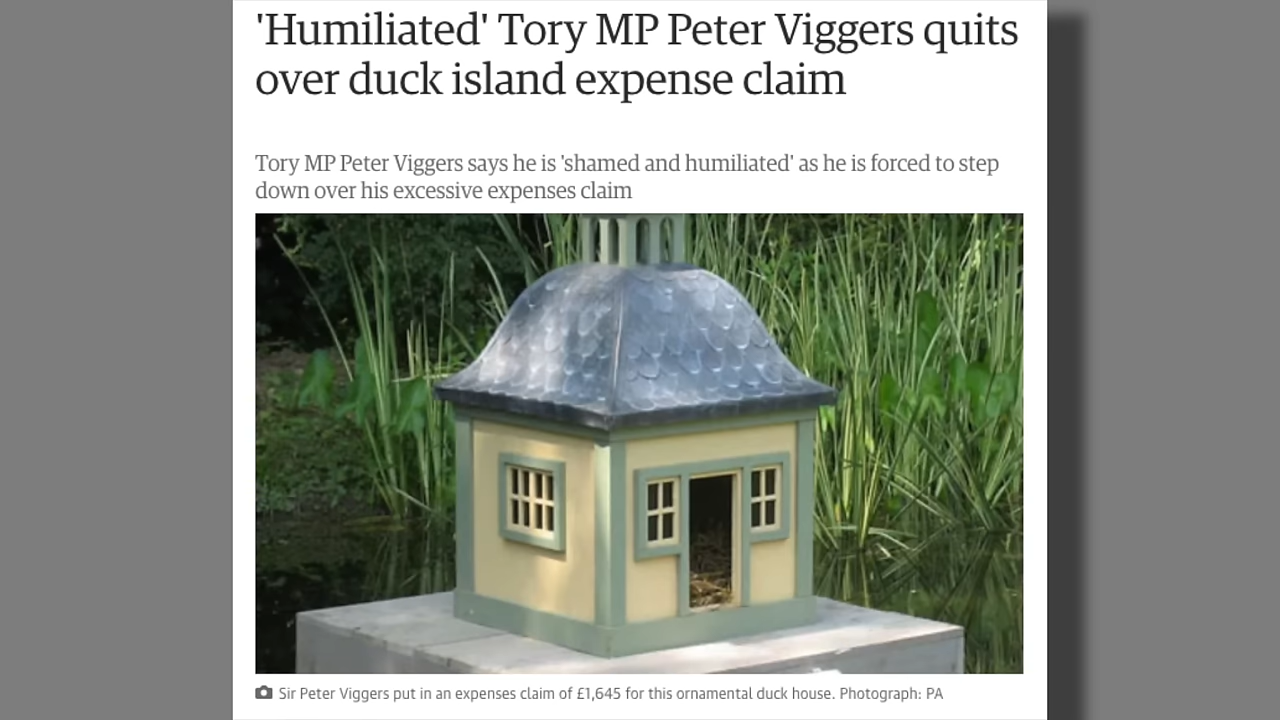 'Humiliated' Tory MP Peter Viggers quits
over duck island expense claim
Tory MP Peter Viggers says he is 'shamed and humiliated' as he is forced to step
down over his excessive expenses claim
Sir Peter Viggers put in an expenses claim of £1,645 for this ornamental duck house. Photograph: PA